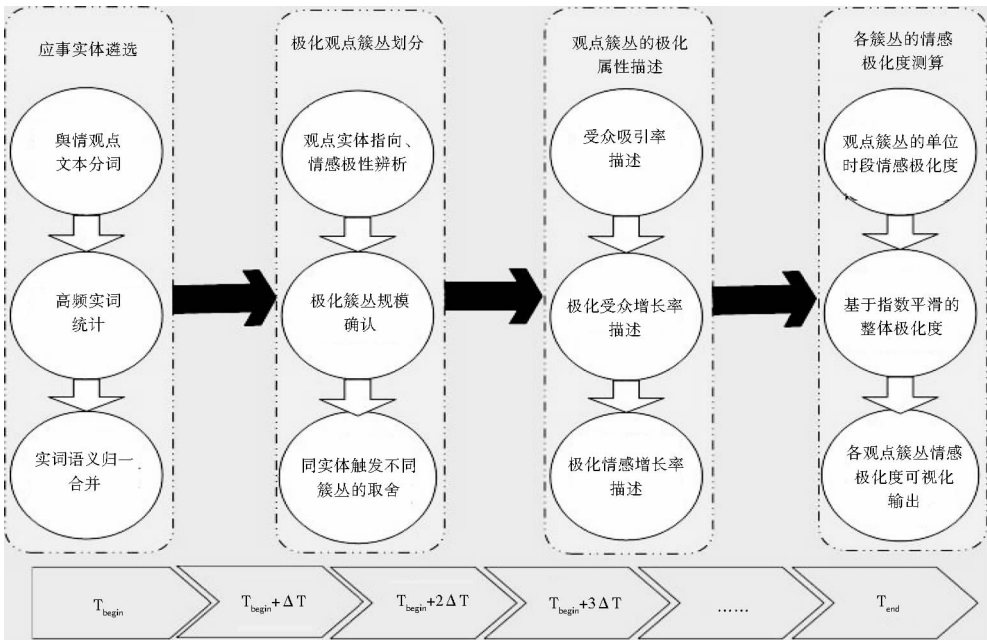 应事实体遴选
舆情观点
文本分词
高频实词
统计
实词语义归一
合并
极化观点簇丛划分
观点实体指向、
情感极性辨析
极化簇丛规模
确认
同实体触发不同
簇丛的取舍
观点簇丛的极化
属性描述
受众吸引率
描述
极化受众增长率
描述
极化情感增长率
描述
各簇丛的情感
极化度测算
观点簇丛的单位
时段情感极化度
基于指数平滑的
整体极化度
各观点簇丛情感
极化度可视化
输出
T_begin
T_begin+ΔT
T_begin+2ΔT
T_begin+3ΔT
……
T_end